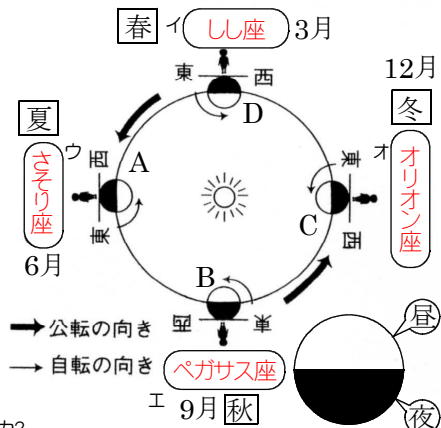 春 イ しし座 3月
東 西
D
12月
冬
オ オリオン座
夏
ウ さそり座
6月
西 A
東
東
C
西
B
西 東
公転の向き
自転の向き
ペガサス座
エ 9月 秋
昼
夜